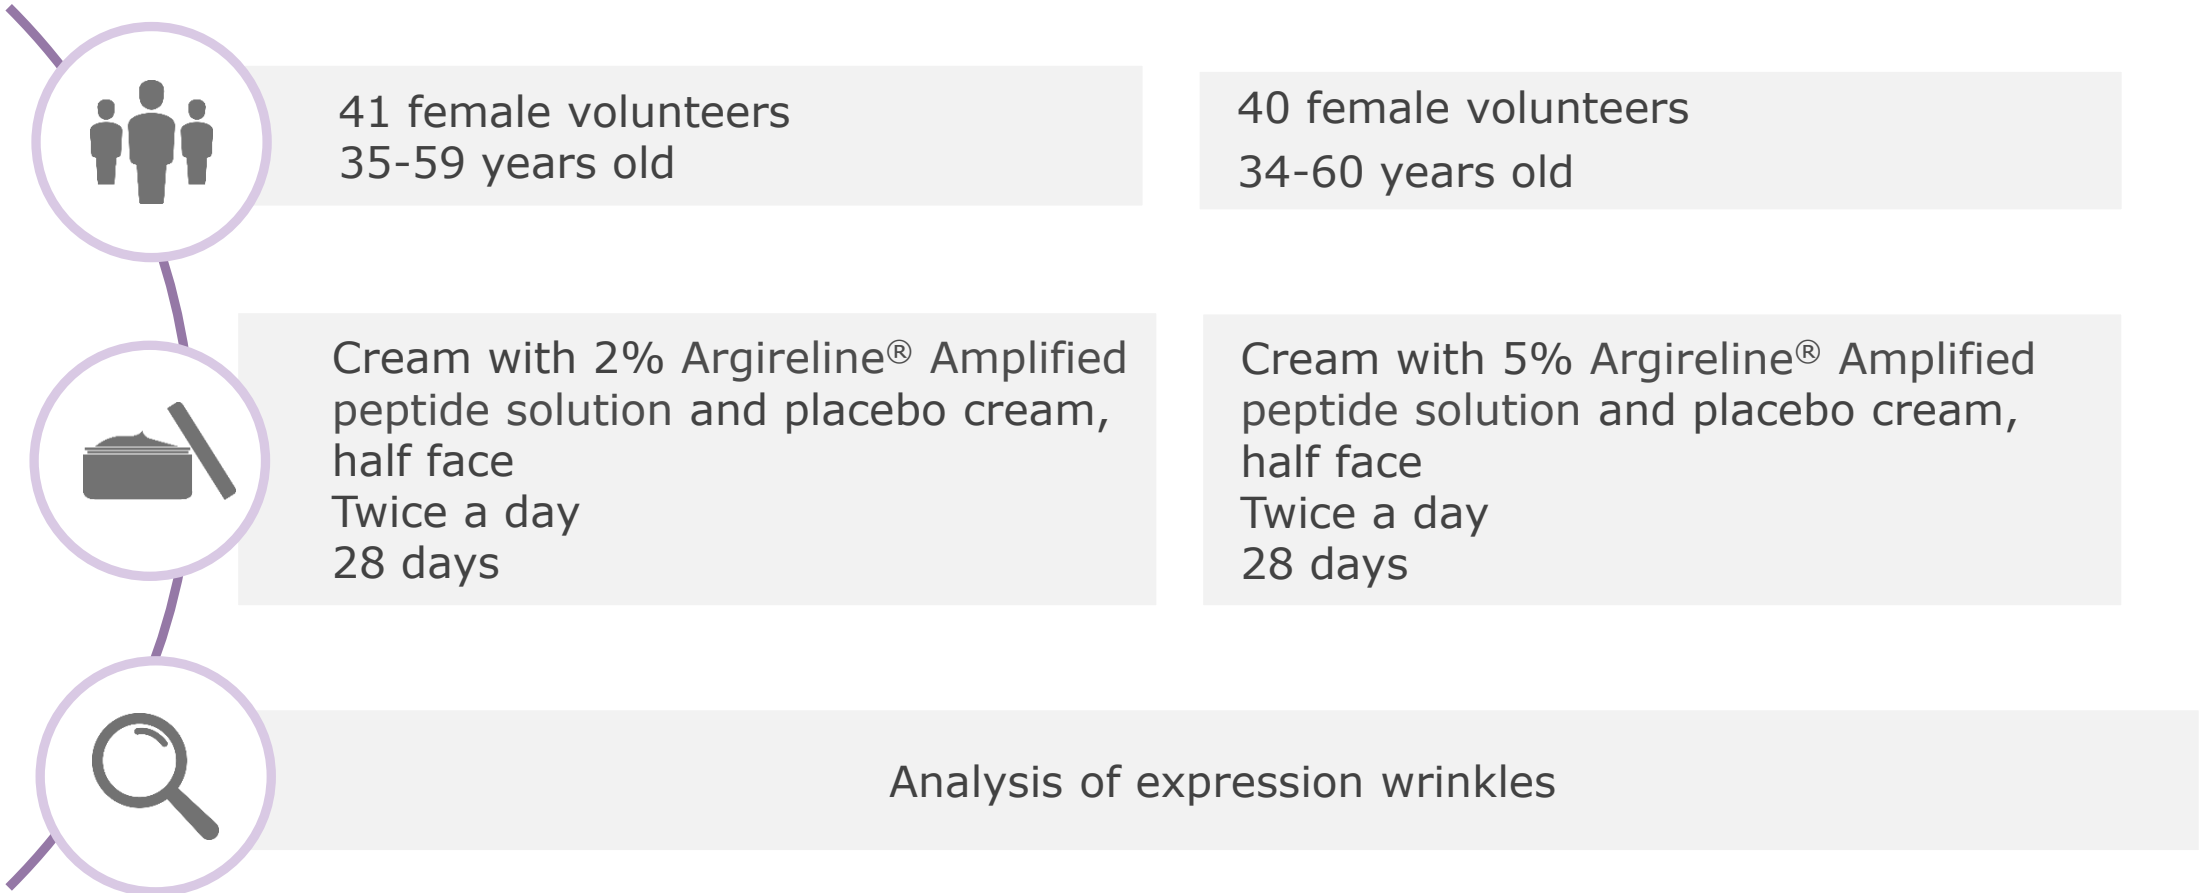 41 female volunteers
35-59 years old
40 female volunteers
34-60 years old
Cream with 2% Argireline® Amplified
peptide solution and placebo cream,
half face
Twice a day
28 days
Cream with 5% Argireline® Amplified
peptide solution and placebo cream,
half face
Twice a day
28 days
Analysis of expression wrinkles